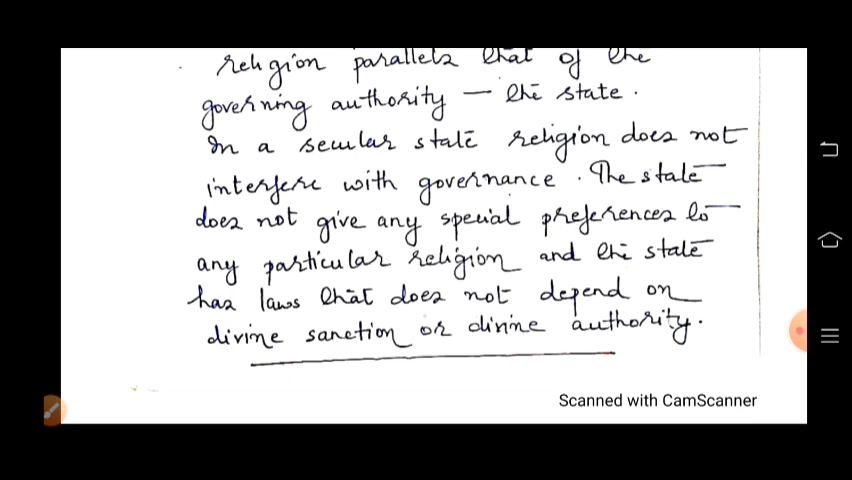 religion parallels that of the
governing authority — the state.
In a secular state religion does not
interfere with governance. The state
does not give any special preferences to
any particular religion and the state
has laws that does not depend on
divine sanction or divine authority.
Scanned with CamScanner